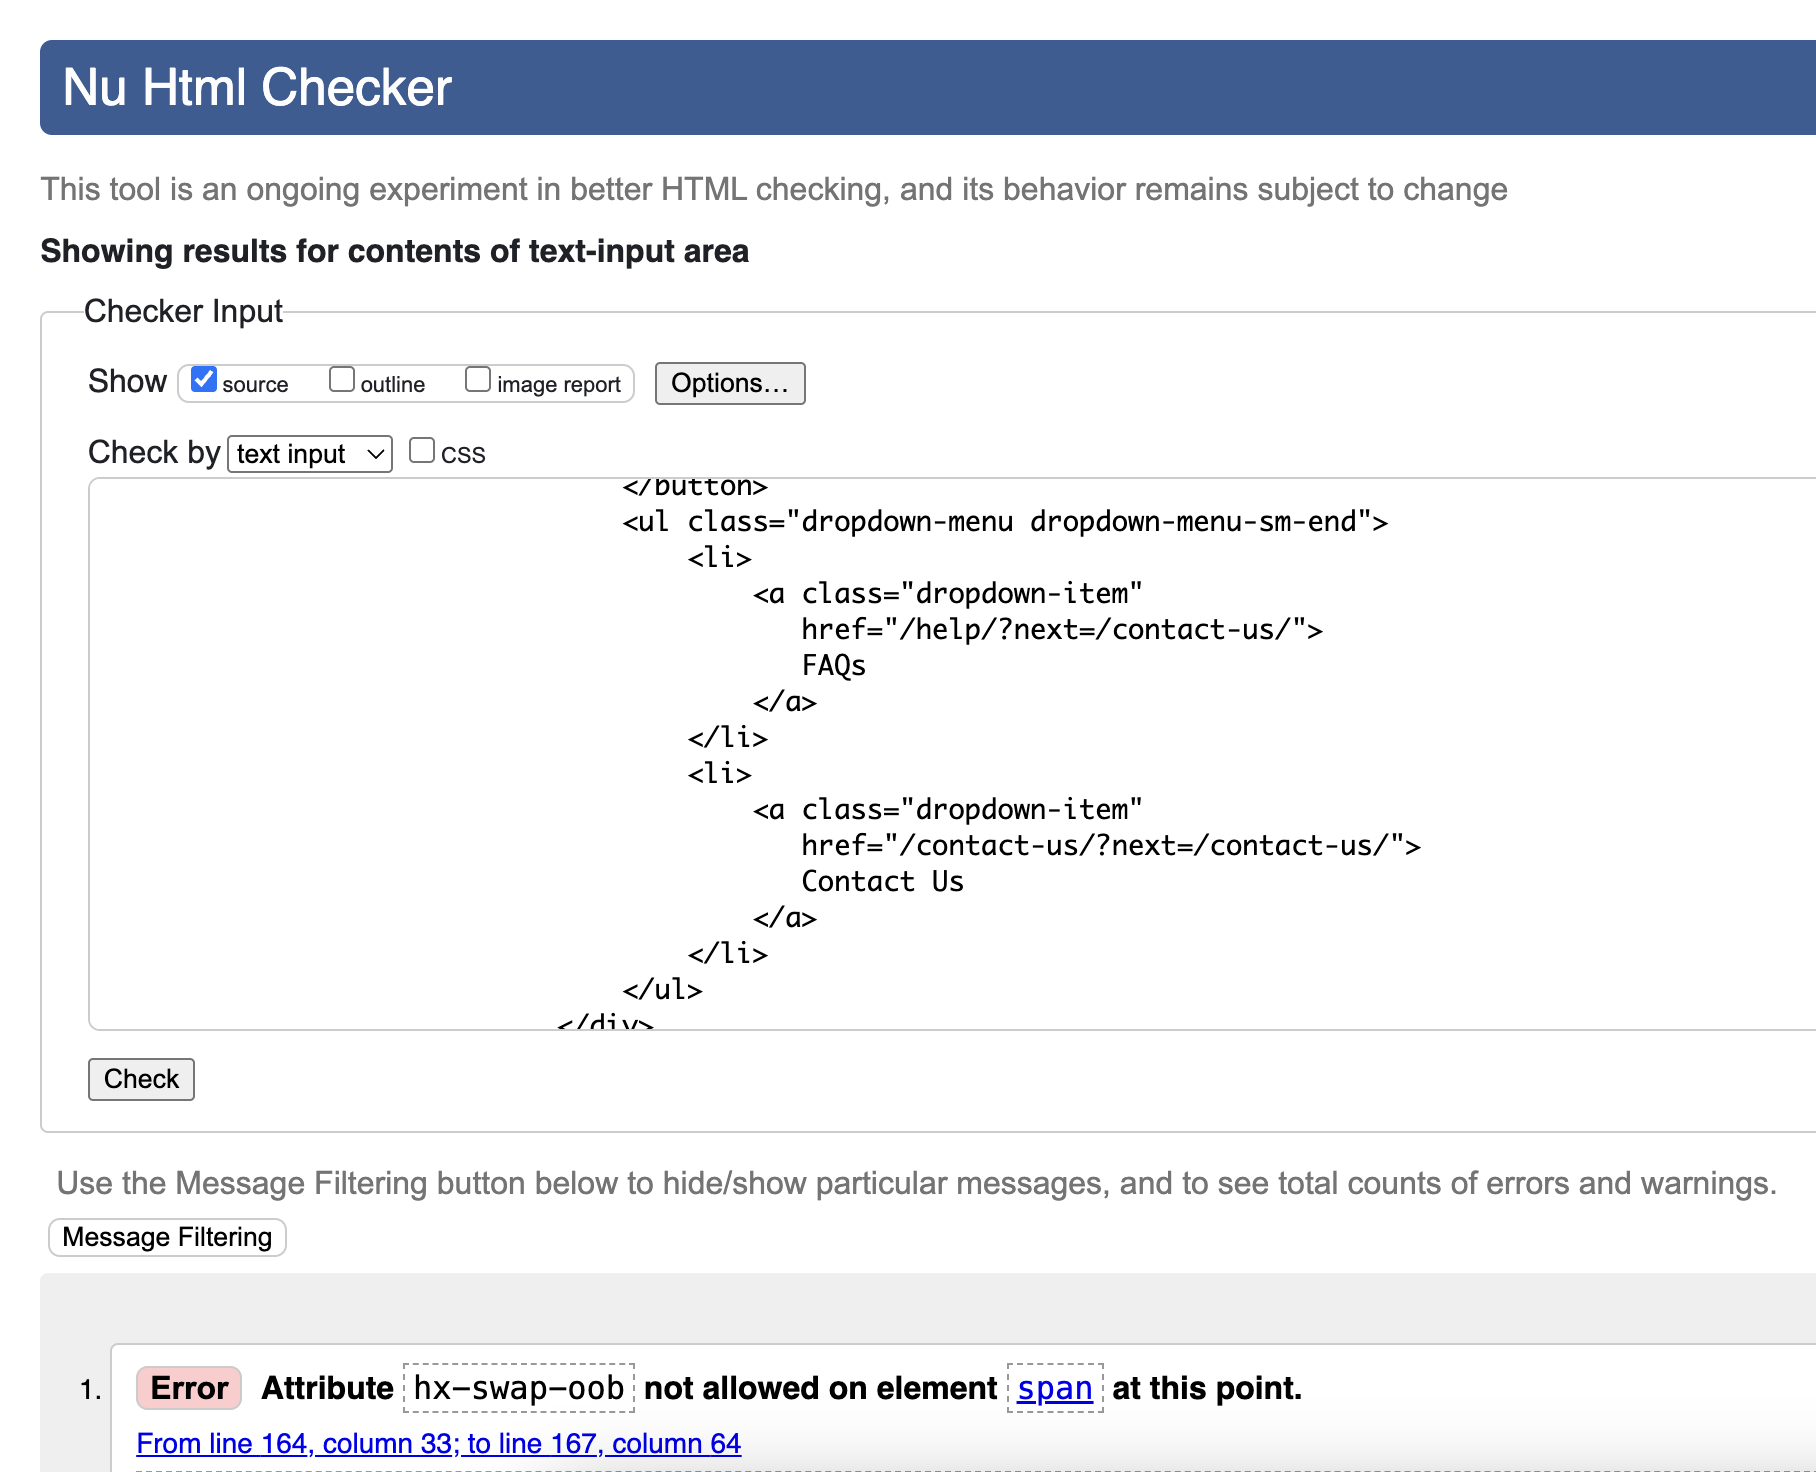 Nu Html Checker
This tool is an ongoing experiment in better HTML checking, and its behavior remains subject to change
Showing results for contents of text-input area
Checker Input
Show source outline image report Options...
Check by text input css
</button>
<ul class="dropdown-menu dropdown-menu-sm-end">
<li>
<a class="dropdown-item"
href="/help/?next=/contact-us/">
FAQs
</a>
</li>
<li>
<a class="dropdown-item"
href="/contact-us/?next=/contact-us/">
Contact Us
</a>
</li>
</ul>
</div>
Check
Use the Message Filtering button below to hide/show particular messages, and to see total counts of errors and warnings.
Message Filtering
1. Error Attribute hx-swap-oob not allowed on element span at this point.
From line 164, column 33; to line 167, column 64